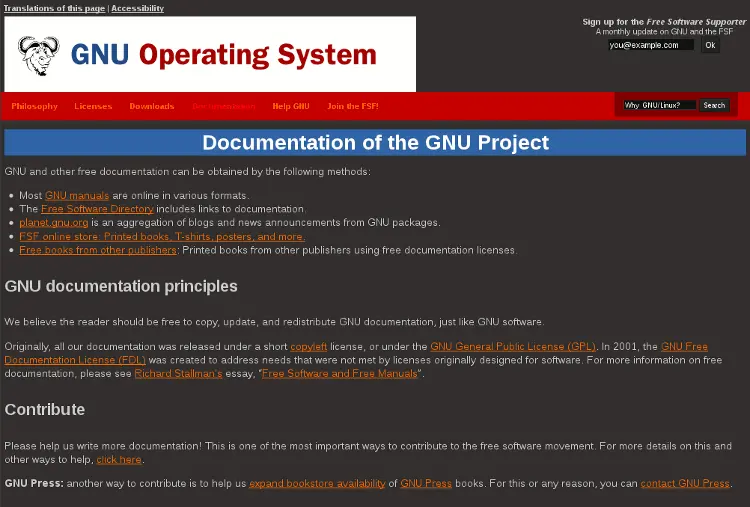 Translations of this page | Accessibility
Sign up for the Free Software Supporter
A monthly update on GNU and the FSF
you@example.com Ok
GNU Operating System
Philosophy Licenses Downloads Documentation Help GNU Join the FSF!
Why GNU/Linux? Search
Documentation of the GNU Project
GNU and other free documentation can be obtained by the following methods:
• Most GNU manuals are online in various formats.
• The Free Software Directory includes links to documentation.
• planet.gnu.org is an aggregation of blogs and news announcements from GNU packages.
• FSF online store: Printed books, T-shirts, posters, and more.
• Free books from other publishers: Printed books from other publishers using free documentation licenses.
GNU documentation principles
We believe the reader should be free to copy, update, and redistribute GNU documentation, just like GNU software.
Originally, all our documentation was released under a short copyleft license, or under the GNU General Public License (GPL). In 2001, the GNU Free
Documentation License (FDL) was created to address needs that were not met by licenses originally designed for software. For more information on free
documentation, please see Richard Stallman's essay, “Free Software and Free Manuals”.
Contribute
Please help us write more documentation! This is one of the most important ways to contribute to the free software movement. For more details on this and
other ways to help, click here.
GNU Press: another way to contribute is to help us expand bookstore availability of GNU Press books. For this or any reason, you can contact GNU Press.